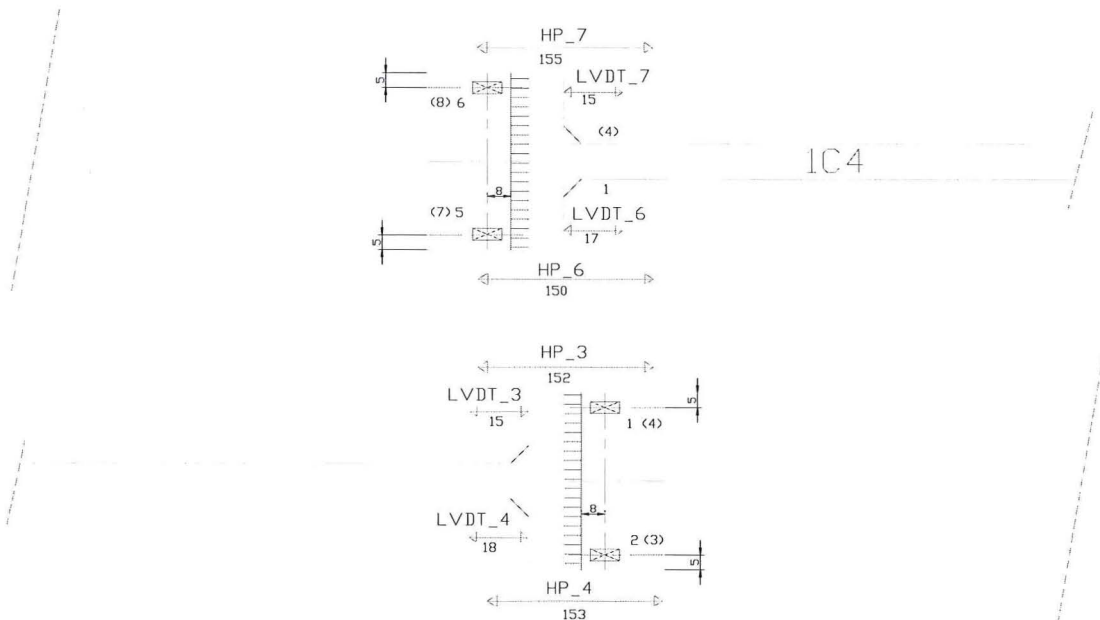 HP_7
155
LVDT_7
15
5
(8) 6
(4)
1C4
8
1
(7) 5
LVDT_6
17
5
HP_6
150
HP_3
152
LVDT_3
15
5
1 (4)
8
LVDT_4
18
2 (3)
5
HP_4
153